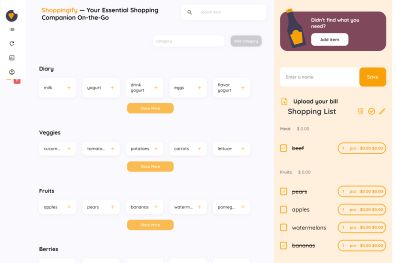 Shoppingify — Your Essential Shopping
Companion On-the-Go
search item
category
Add category
Diary
milk +
yogurt +
drink yogurt +
eggs +
flavor yogurt +
Show More
Veggies
cucum... +
tomato... +
potatoes +
carrots +
lettuce +
Show More
Fruits
apples +
pears +
bananas +
waterm... +
pomeg... +
Show More
Berries
Didn't find what you
need?
Add item
Enter a name
Save
Upload your bill
Shopping List
Meat $ 0.00
beef 1 pcs $0.00 $0.00
Fruits $ 0.00
pears 1 pcs $0.00 $0.00
apples 1 pcs $0.00 $0.00
watermelons 1 pcs $0.00 $0.00
bananas 1 pcs $0.00 $0.00